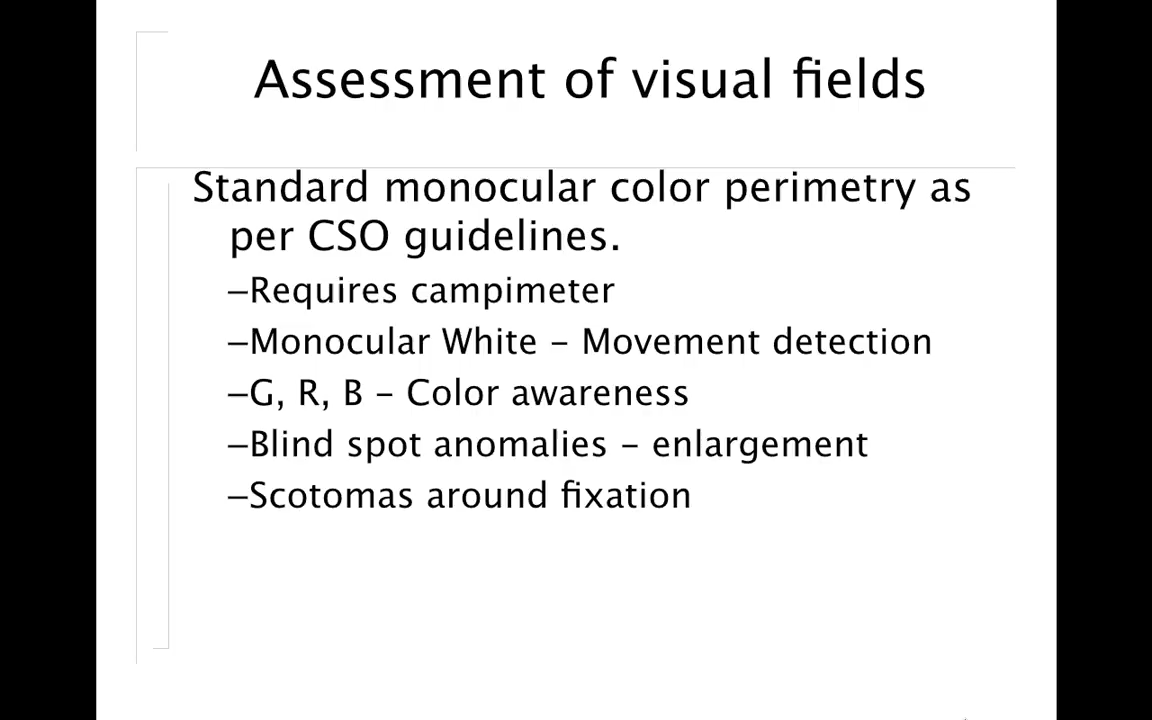 Assessment of visual fields
Standard monocular color perimetry as
per CSO guidelines.
–Requires campimeter
–Monocular White – Movement detection
–G, R, B – Color awareness
–Blind spot anomalies – enlargement
–Scotomas around fixation